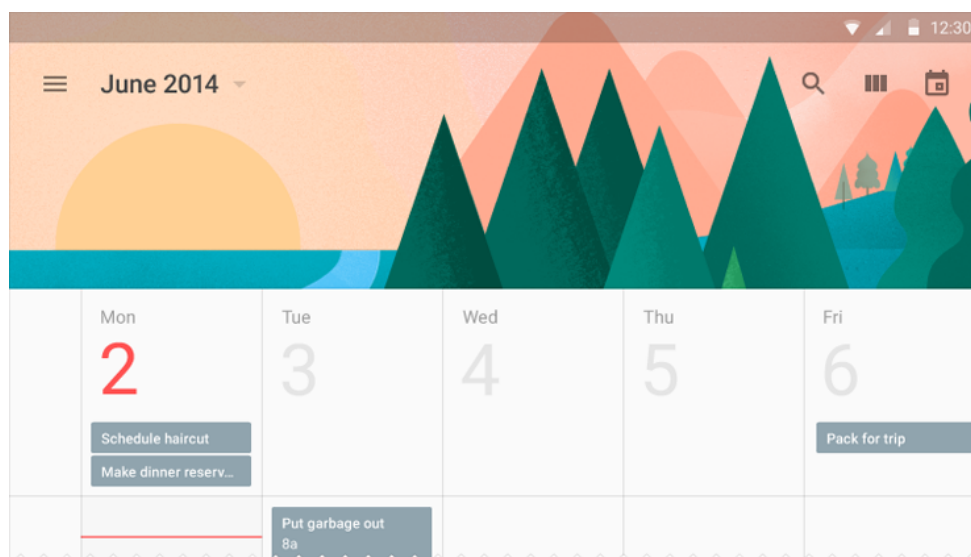 12:30
June 2014
Mon Tue Wed Thu Fri
2 3 4 5 6
Schedule haircut Pack for trip
Make dinner reserv...
Put garbage out
8a